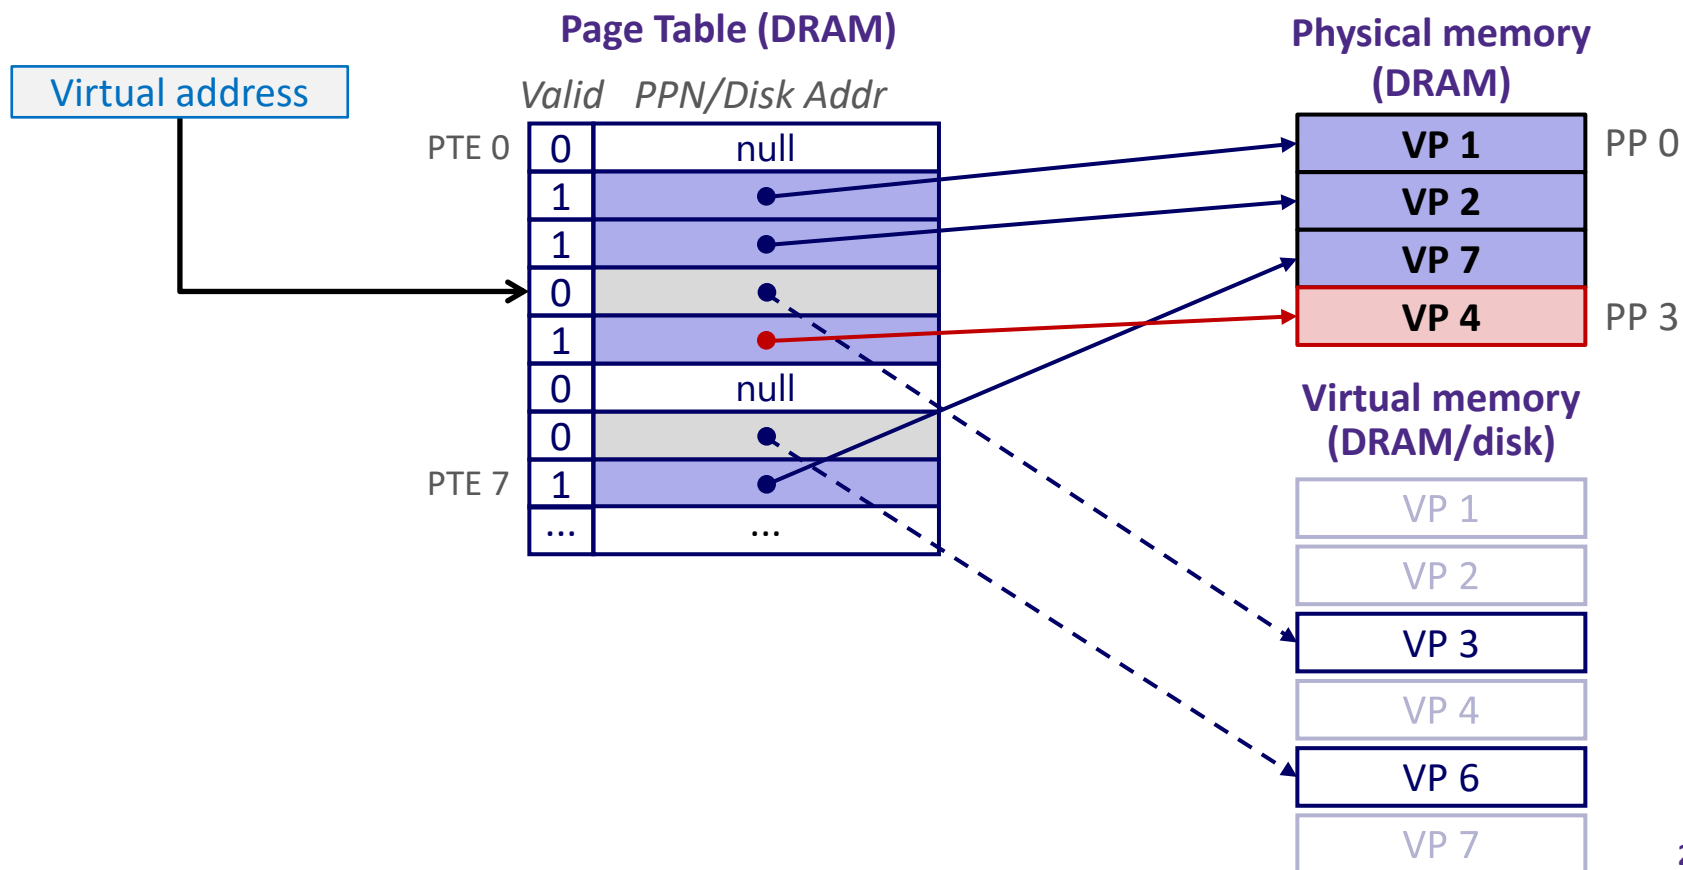 Page Table (DRAM)
Physical memory
(DRAM)
Virtual address
Valid PPN/Disk Addr
PTE 0 0 null
1
1
0
1
0 null
0
PTE 7 1
... ...
VP 1 PP 0
VP 2
VP 7
VP 4 PP 3
Virtual memory
(DRAM/disk)
VP 1
VP 2
VP 3
VP 4
VP 6
VP 7